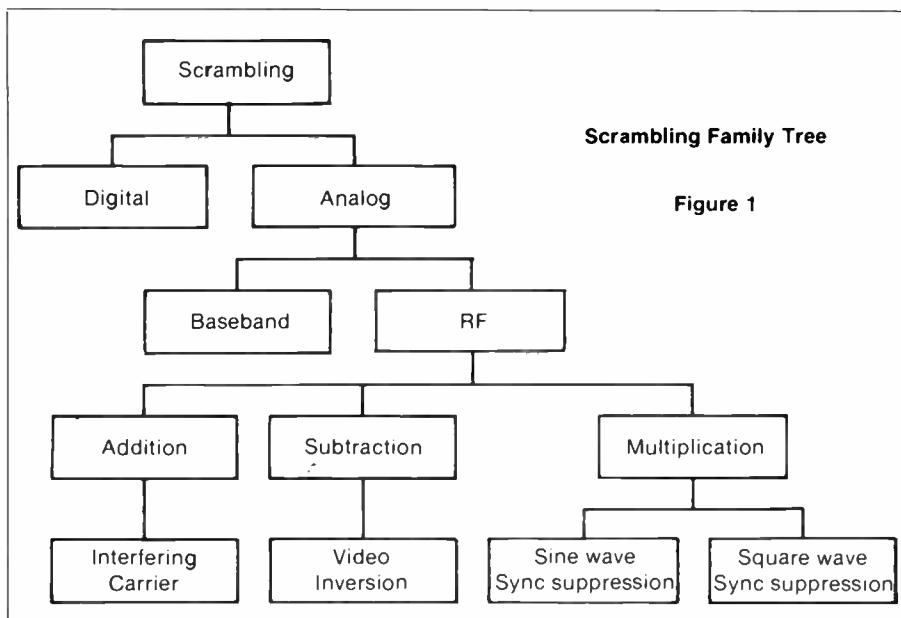 Scrambling
Scrambling Family Tree
Digital
Analog
Figure 1
Baseband
RF
Addition
Subtraction
Multiplication
Interfering
Carrier
Video
Inversion
Sine wave
Sync suppression
Square wave
Sync suppression